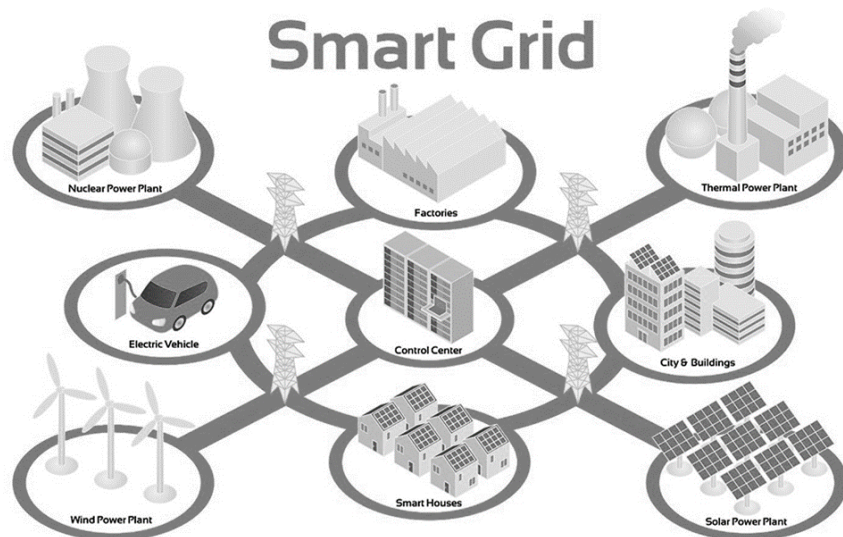 Smart Grid
Nuclear Power Plant
Factories
Thermal Power Plant
Electric Vehicle
Control Center
City & Buildings
Wind Power Plant
Smart Houses
Solar Power Plant